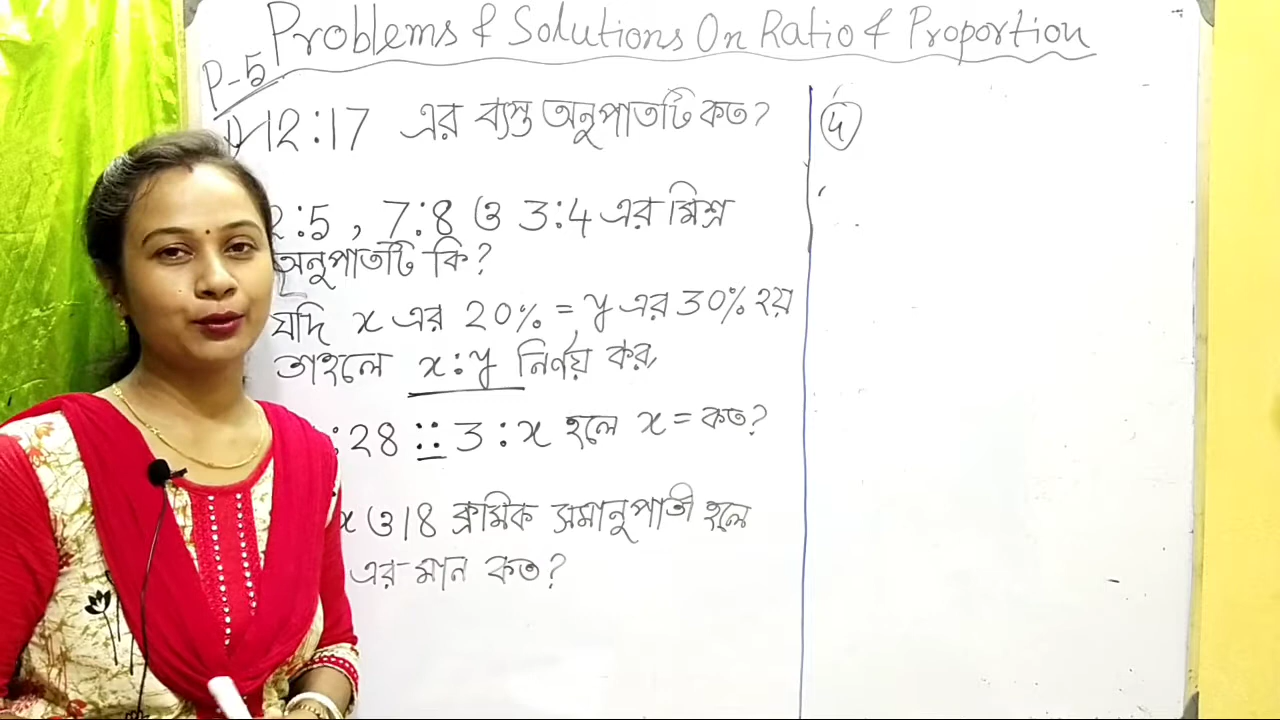 Problems & Solutions On Ratio & Proportion
P-5
1) 12:17 এর ব্যস্ত অনুপাতটি কত?
2:5, 7:8 ও 3:4 এর মিশ্র
অনুপাতটি কি?
যদি x এর 20% = y এর 30% হয়
তাহলে x:y নির্ণয় কর,
:28 :: 3:x হলে x = কত?
x ও 18 ক্রমিক সমানুপাতী হলে
এর মান কত?